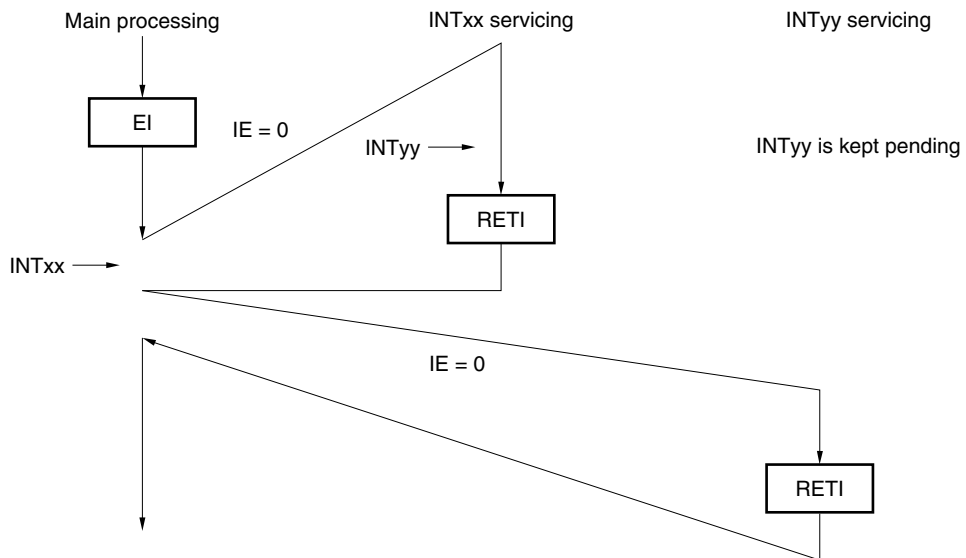 Main processing
INTxx servicing
INTyy servicing
EI
IE = 0
INTyy
INTyy is kept pending
RETI
INTxx
IE = 0
RETI